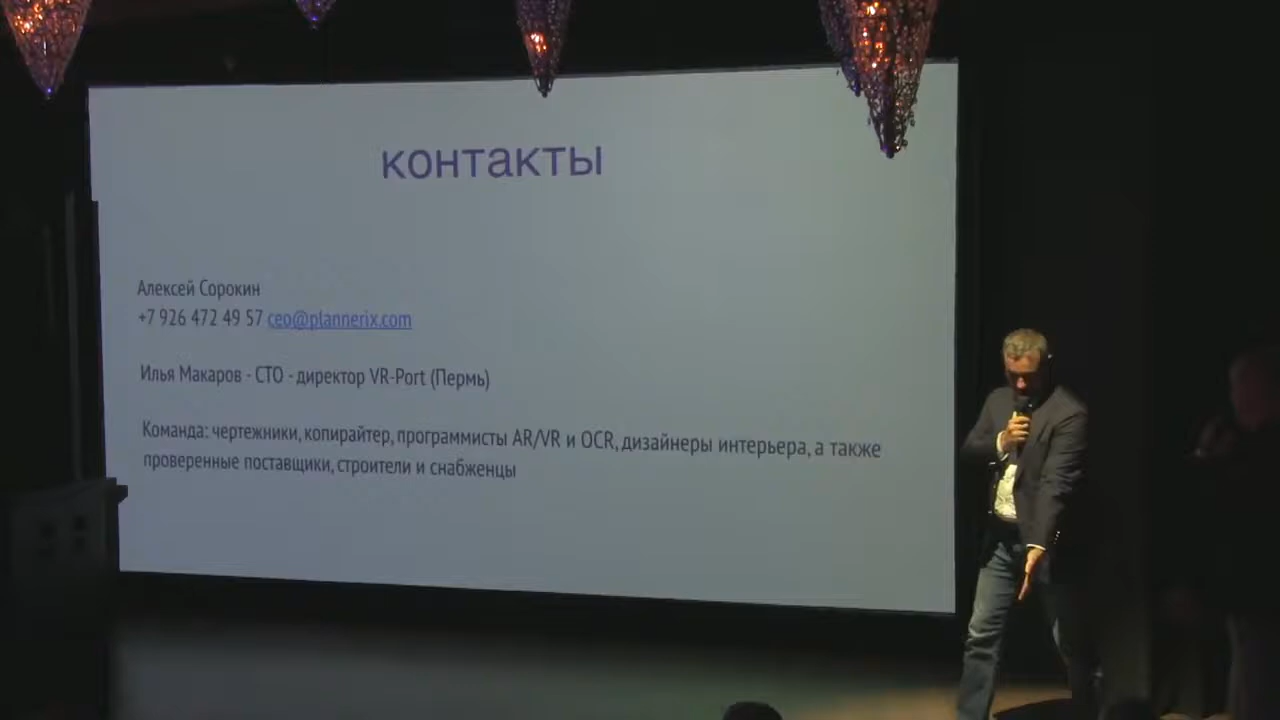 контакты
Алексей Сорокин
+7 926 472 49 57 ceo@plannerix.com
Илья Макаров - CTO - директор VR-Port (Пермь)
Команда: чертежники, копирайтер, программисты AR/VR и OCR, дизайнеры интерьера, а также
проверенные поставщики, строители и снабженцы